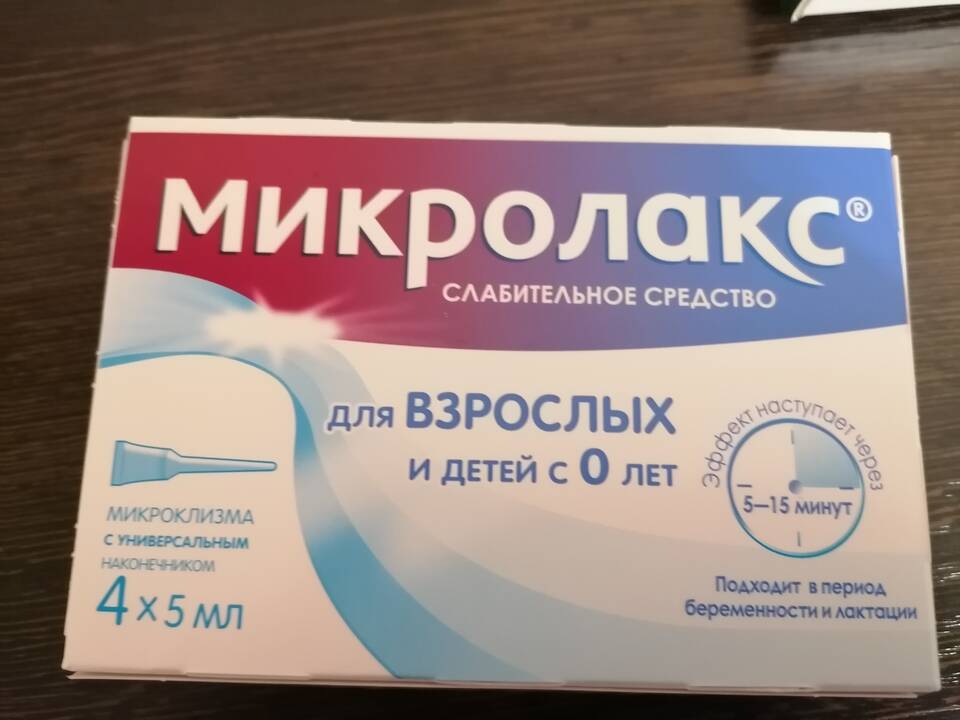 Микролакс®
СЛАБИТЕЛЬНОЕ СРЕДСТВО
для ВЗРОСЛЫХ
и ДЕТЕЙ с 0 лет
Эффект наступает через
5–15 минут
МИКРОКЛИЗМА
С УНИВЕРСАЛЬНЫМ
НАКОНЕЧНИКОМ
4 x 5 мл
Подходит в период
беременности и лактации